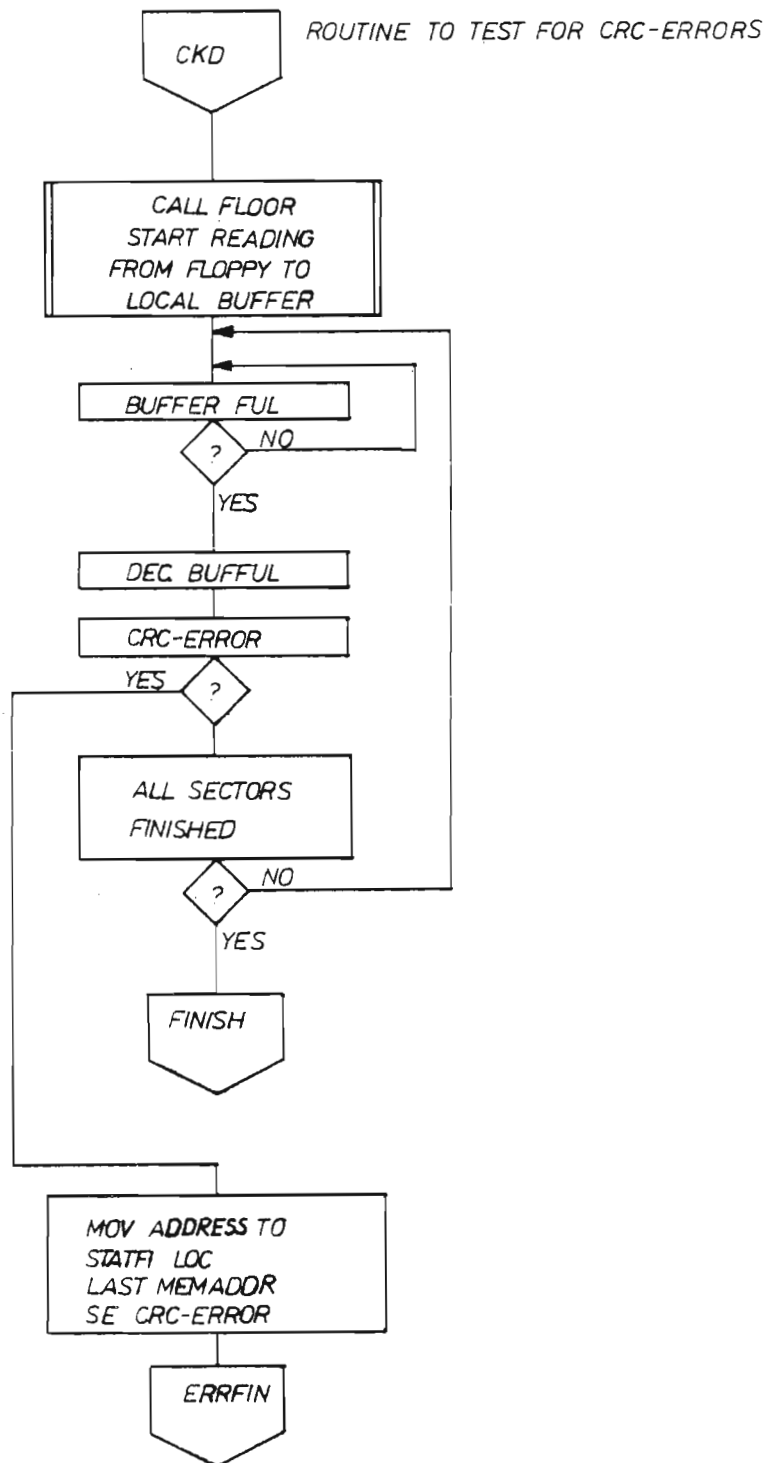 CKD
ROUTINE TO TEST FOR CRC-ERRORS
CALL FLOOR
START READING
FROM FLOPPY TO
LOCAL BUFFER
BUFFER FUL
?
NO
YES
DEC BUFFUL
CRC-ERROR
YES
?
ALL SECTORS
FINISHED
?
NO
YES
FINISH
MOV ADDRESS TO
STATFI LOC
LAST MEMADDR
SE CRC-ERROR
ERRFIN